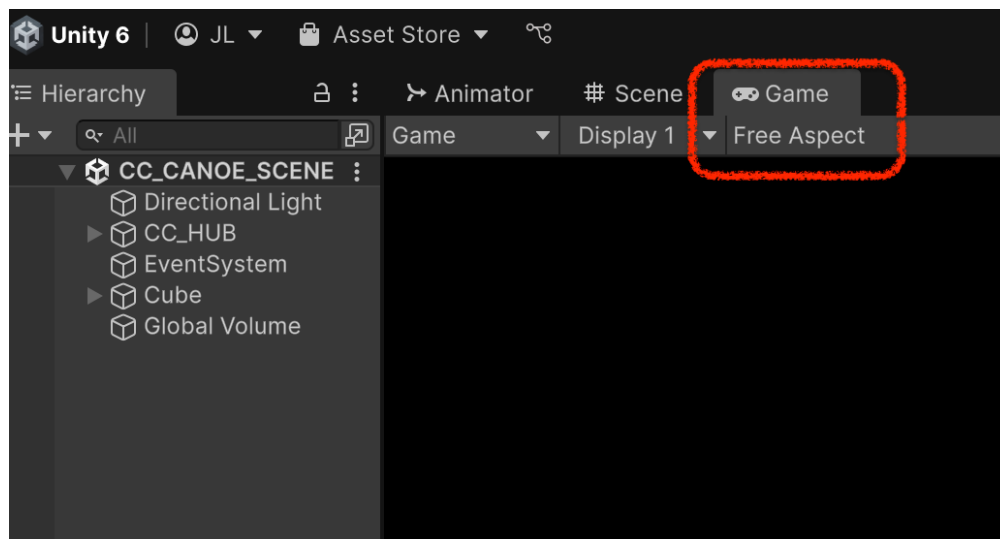 Unity 6 JL Asset Store
Hierarchy
Animator Scene Game
All
Game Display 1 Free Aspect
CC_CANOE_SCENE
Directional Light
CC_HUB
EventSystem
Cube
Global Volume